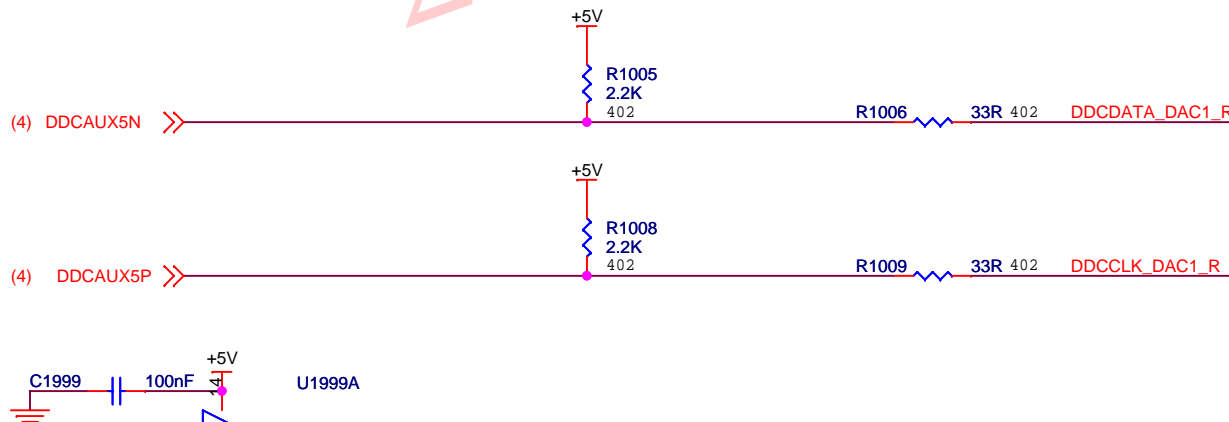 +5V
R1005
2.2K
402
(4) DDCAUX5N
R1006 33R 402 DDCDATA_DAC1_R
+5V
R1008
2.2K
402
(4) DDCAUX5P
R1009 33R 402 DDCCLK_DAC1_R
+5V
C1999 100nF 14 U1999A